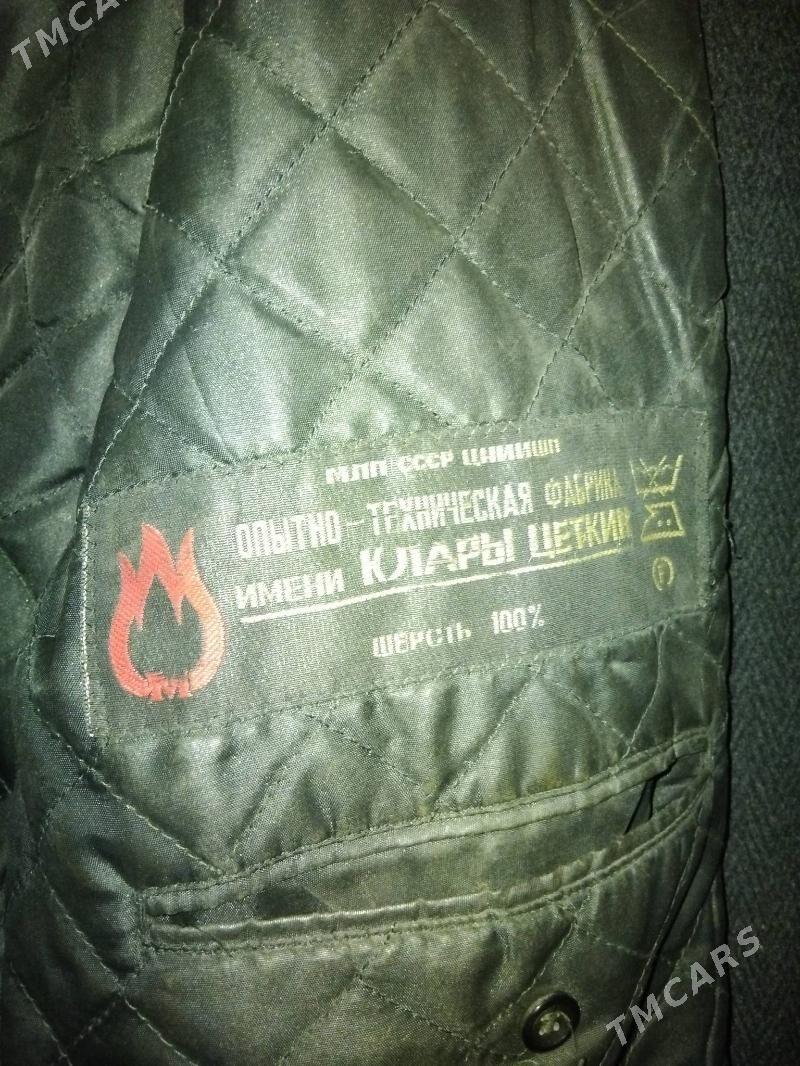 TMCARS
МЛП СССР ЦНИИШП
ОПЫТНО-ТЕХНИЧЕСКАЯ ФАБРИКА
ИМЕНИ КЛАРЫ ЦЕТКИН
ШЕРСТЬ 100%
TMCARS